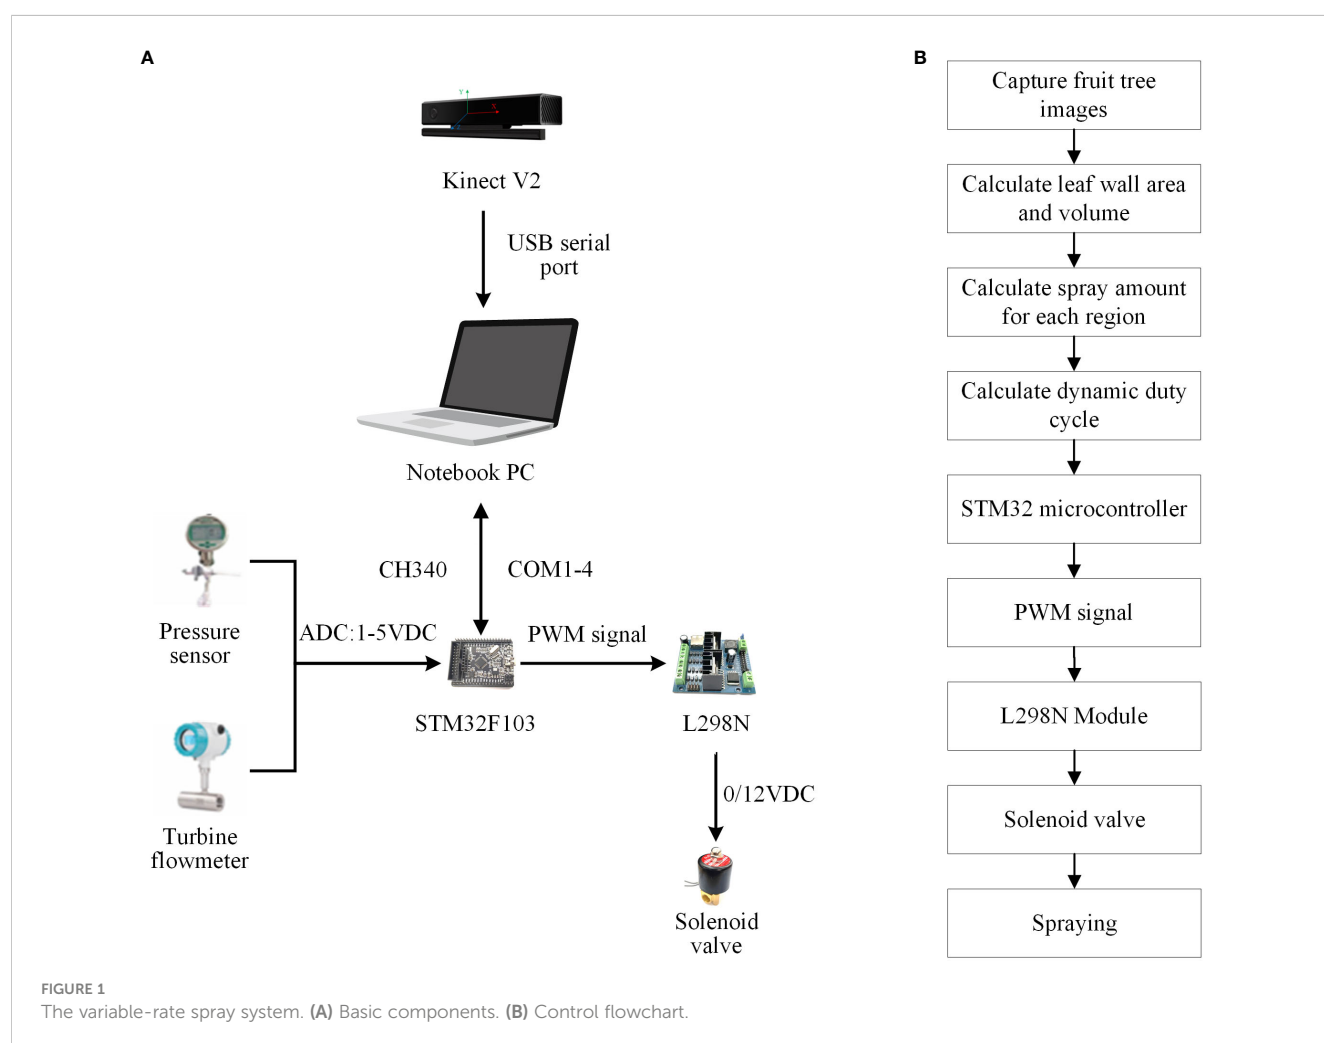 A
Y
X
Kinect V2
USB serial
port
Notebook PC
CH340
COM1-4
Pressure
sensor
ADC:1-5VDC
PWM signal
STM32F103
L298N
Turbine
flowmeter
0/12VDC
Solenoid
valve
B
Capture fruit tree
images
Calculate leaf wall area
and volume
Calculate spray amount
for each region
Calculate dynamic duty
cycle
STM32 microcontroller
PWM signal
L298N Module
Solenoid valve
Spraying
FIGURE 1
The variable-rate spray system. (A) Basic components. (B) Control flowchart.